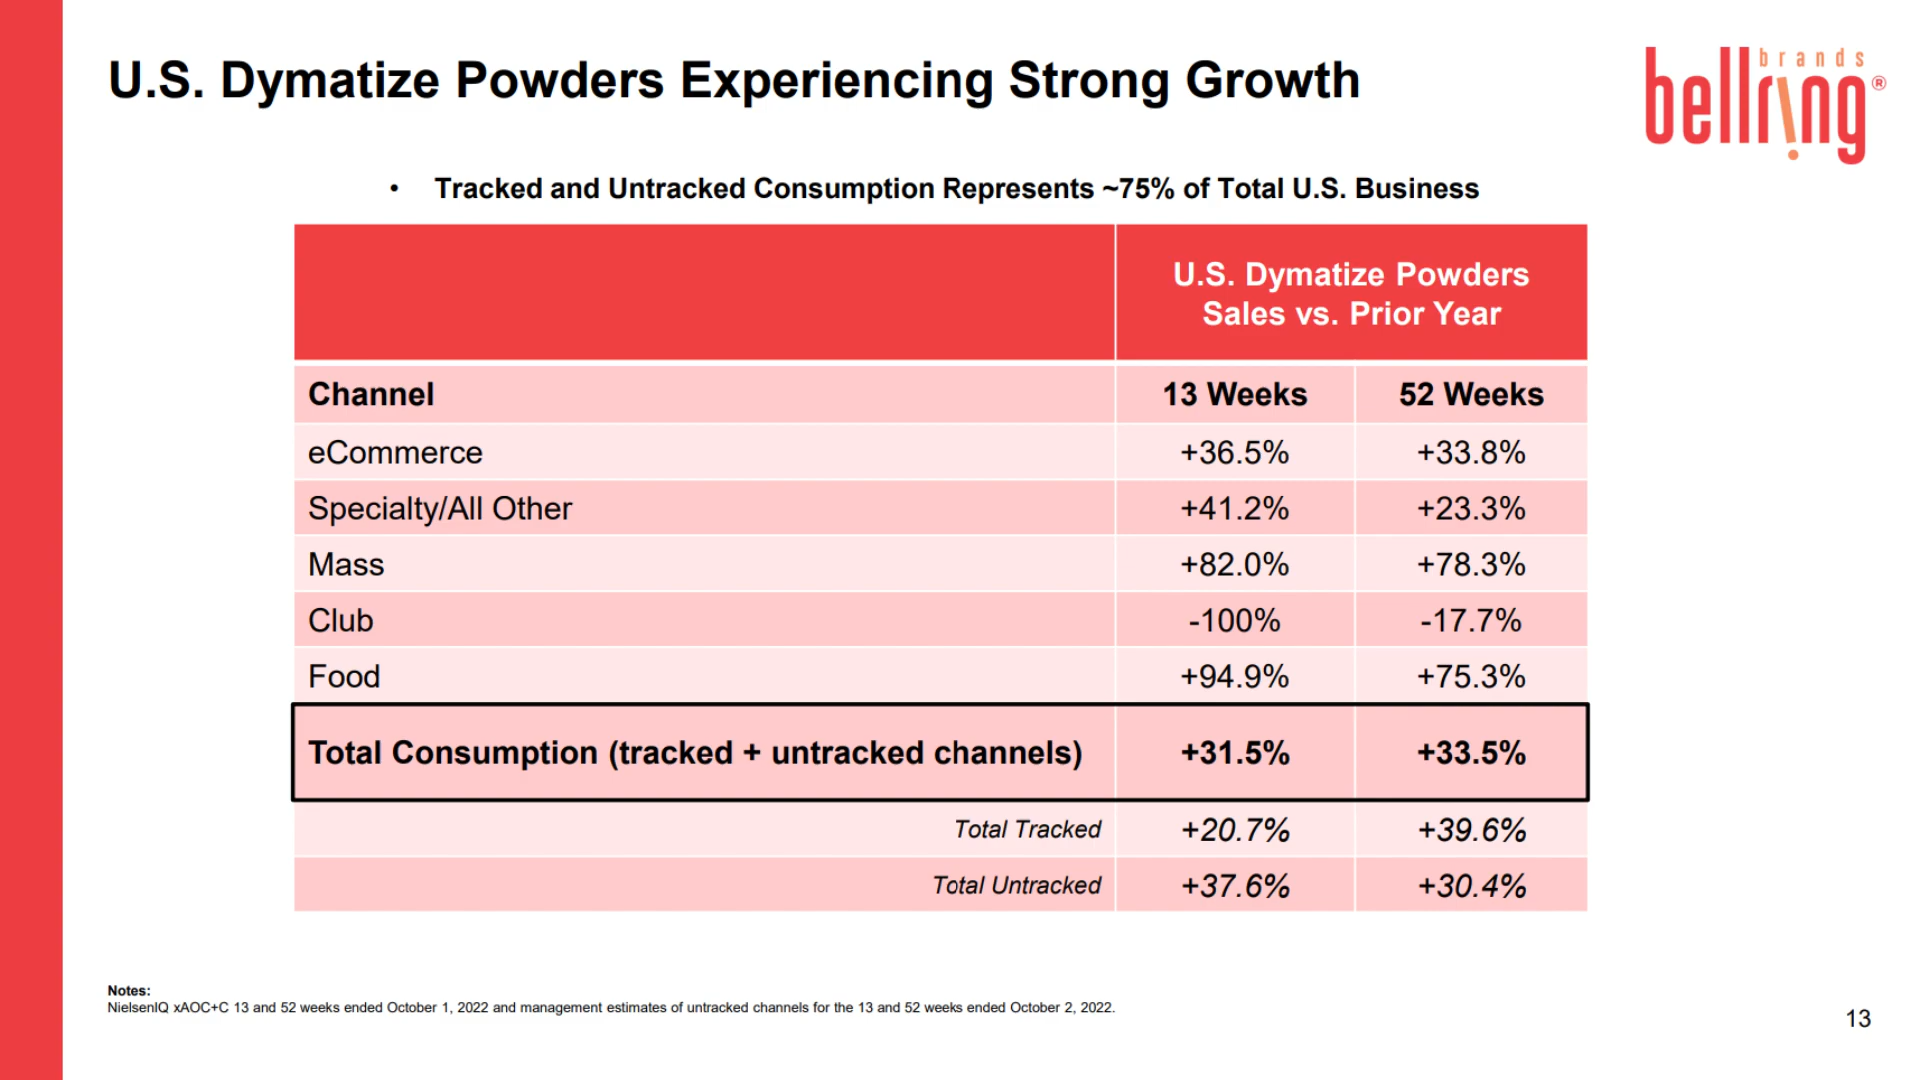 U.S. Dymatize Powders Experiencing Strong Growth
brands
bellring®
• Tracked and Untracked Consumption Represents ~75% of Total U.S. Business
U.S. Dymatize Powders
Sales vs. Prior Year
Channel 13 Weeks 52 Weeks
eCommerce +36.5% +33.8%
Specialty/All Other +41.2% +23.3%
Mass +82.0% +78.3%
Club -100% -17.7%
Food +94.9% +75.3%
Total Consumption (tracked + untracked channels) +31.5% +33.5%
Total Tracked +20.7% +39.6%
Total Untracked +37.6% +30.4%
Notes:
NielsenIQ xAOC+C 13 and 52 weeks ended October 1, 2022 and management estimates of untracked channels for the 13 and 52 weeks ended October 2, 2022.
13